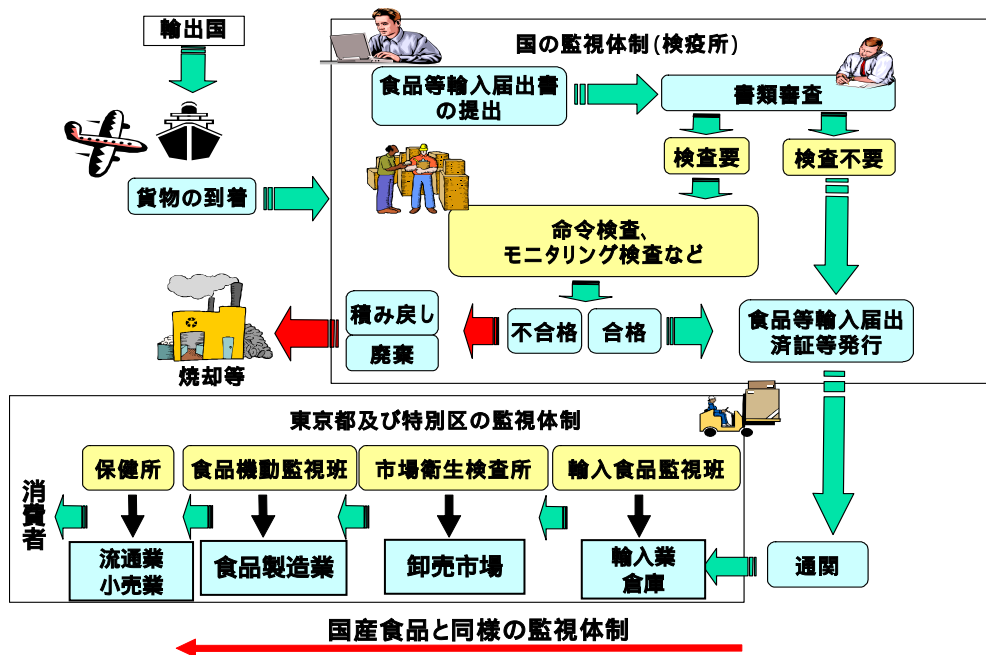 輸出国
国の監視体制(検疫所)
食品等輸入届出書
の提出
書類審査
検査要
検査不要
貨物の到着
命令検査、
モニタリング検査など
積み戻し
廃棄
不合格
合格
食品等輸入届出
済証等発行
焼却等
東京都及び特別区の監視体制
保健所
食品機動監視班
市場衛生検査所
輸入食品監視班
消費者
流通業
小売業
食品製造業
卸売市場
輸入業
倉庫
通関
国産食品と同様の監視体制